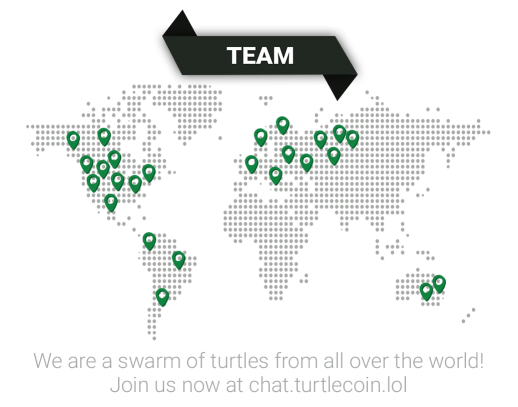 TEAM
We are a swarm of turtles from all over the world!
Join us now at chat.turtlecoin.lol